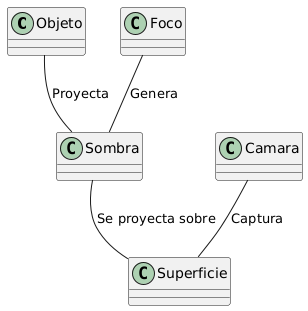 C Objeto
C Foco
Proyecta
Genera
C Sombra
C Camara
Se proyecta sobre
Captura
C Superficie